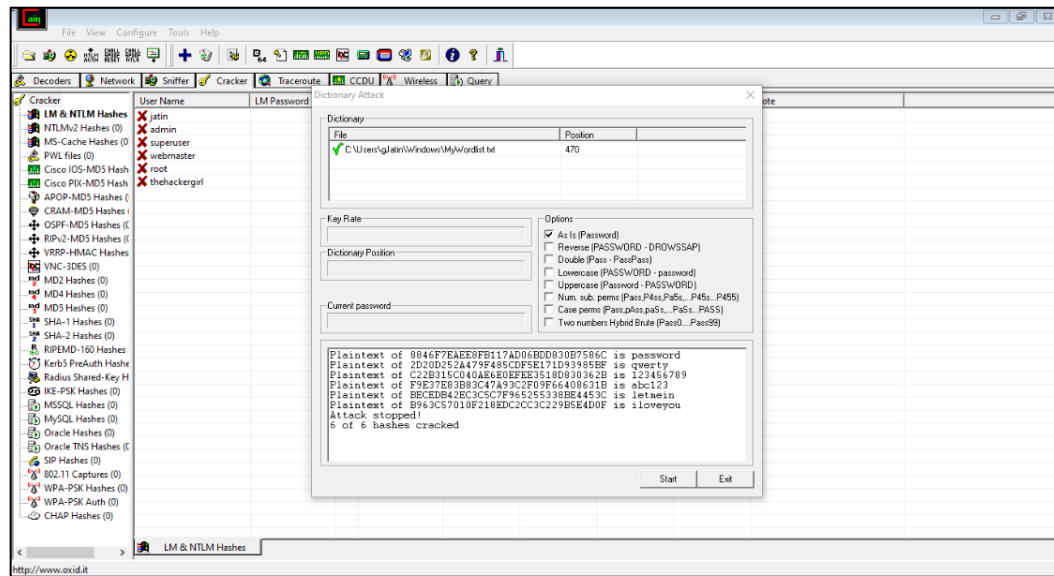 Cain
File View Configure Tools Help
Decoders Network Sniffer Cracker Traceroute CCDU Wireless Query
Cracker
LM & NTLM Hashes
NTLMv2 Hashes (0)
MS-Cache Hashes (0
PWL files (0)
Cisco IOS-MD5 Hash
Cisco PIX-MD5 Hash
APOP-MD5 Hashes (
CRAM-MD5 Hashes (
OSPF-MD5 Hashes (0
RIPv2-MD5 Hashes ((
VRRP-HMAC Hashes
VNC-3DES (0)
MD2 Hashes (0)
MD4 Hashes (0)
MD5 Hashes (0)
SHA-1 Hashes (0)
SHA-2 Hashes (0)
RIPEMD-160 Hashes
Kerb5 PreAuth Hashe
Radius Shared-Key H
IKE-PSK Hashes (0)
MSSQL Hashes (0)
MySQL Hashes (0)
Oracle Hashes (0)
Oracle TNS Hashes (0
SIP Hashes (0)
802.11 Captures (0)
WPA-PSK Hashes (0)
WPA-PSK Auth (0)
CHAP Hashes (0)
User Name LM Password ote
jatin
admin
superuser
webmaster
root
thehackergirl
Dictionary Attack
Dictionary
File Position
C:\Users\gJatin\Windows\MyWordlist.txt 470
Key Rate
Dictionary Position
Current password
Options
As Is (Password)
Reverse (PASSWORD - DROWSSAP)
Double (Pass - PassPass)
Lowercase (PASSWORD - password)
Uppercase (Password - PASSWORD)
Num. sub. perms (Pass,P4ss,Pa5s,...P45s...P455)
Case perms (Pass,pAss,paSs,...PaSs...PASS)
Two numbers Hybrid Brute (Pass0....Pass99)
Plaintext of 8846F7EAEE8FB117AD06BDD830B7586C is password
Plaintext of 2D20D252A479F485CDF5E171D93985BF is qwerty
Plaintext of C22B315C040AE6E0EFEE3518D830362B is 123456789
Plaintext of F9E37E83B83C47A93C2F09F66408631B is abc123
Plaintext of BECEDB42EC3C5C7F965255338BE4453C is letmein
Plaintext of B963C57010F218EDC2CC3C229B5E4D0F is iloveyou
Attack stopped!
6 of 6 hashes cracked
Start Exit
LM & NTLM Hashes
http://www.oxid.it